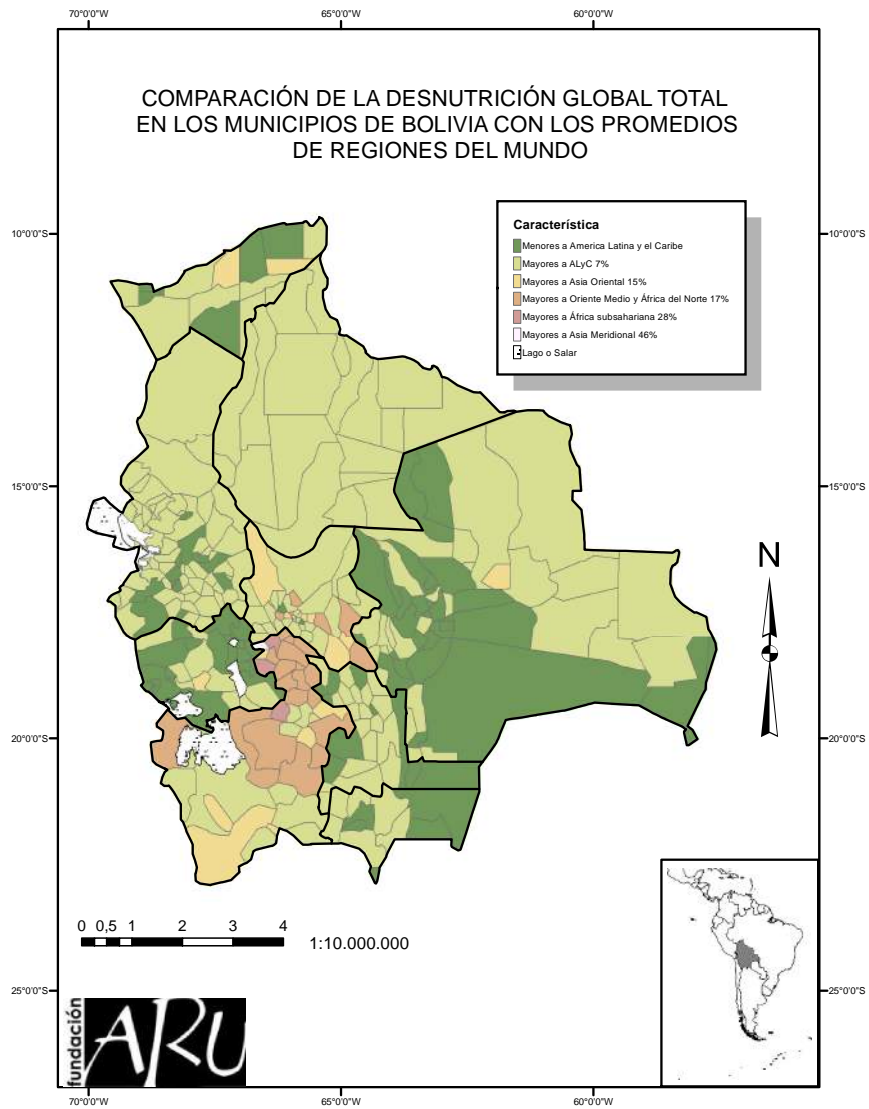 70°0'0"W 65°0'0"W 60°0'0"W
COMPARACIÓN DE LA DESNUTRICIÓN GLOBAL TOTAL
EN LOS MUNICIPIOS DE BOLIVIA CON LOS PROMEDIOS
DE REGIONES DEL MUNDO
10°0'0"S 10°0'0"S
Característica
Menores a America Latina y el Caribe
Mayores a ALyC 7%
Mayores a Asia Oriental 15%
Mayores a Oriente Medio y África del Norte 17%
Mayores a África subsahariana 28%
Mayores a Asia Meridional 46%
Lago o Salar
15°0'0"S 15°0'0"S
N
20°0'0"S 20°0'0"S
0 0,5 1 2 3 4
1:10.000.000
25°0'0"S 25°0'0"S
fundación
ARU
70°0'0"W 65°0'0"W 60°0'0"W